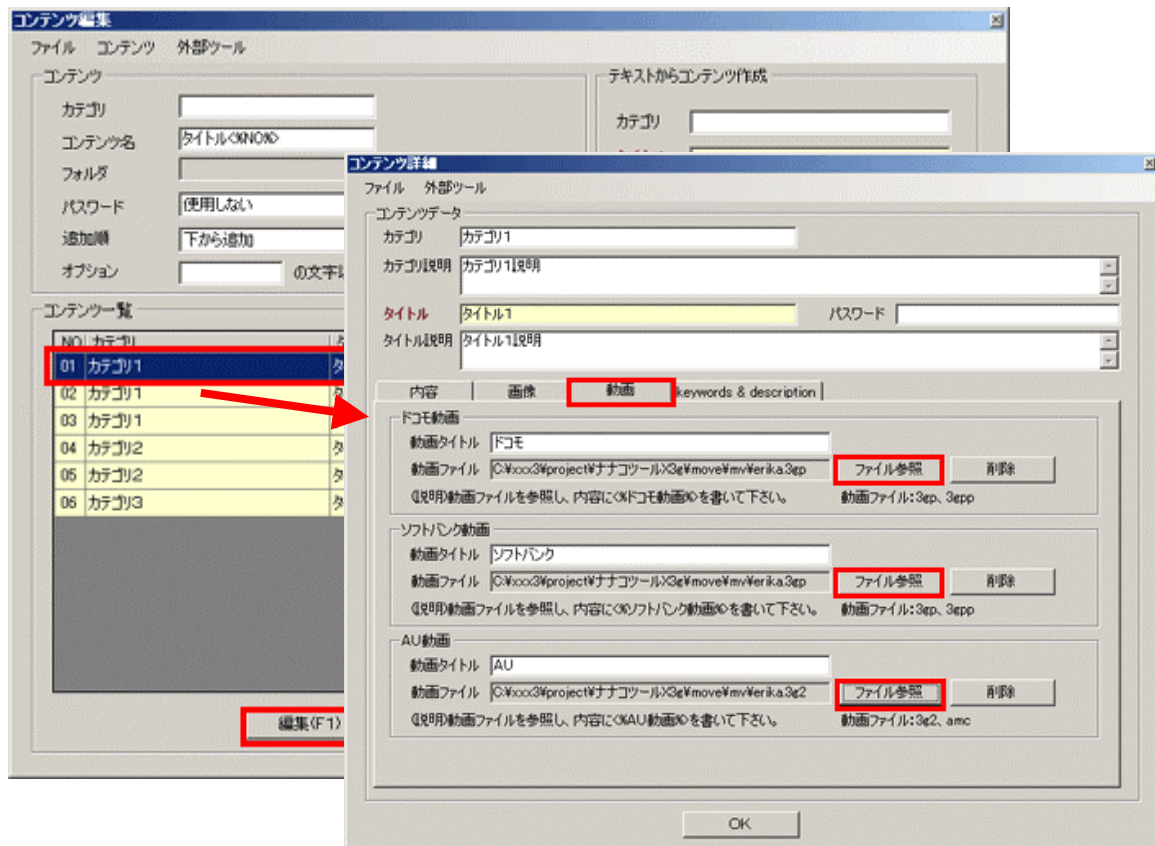 コンテンツ編集
ファイル コンテンツ 外部ツール
コンテンツ
カテゴリ
コンテンツ名 タイトル<%NO%>
フォルダ
パスワード 使用しない
追加順 下から追加
オプション の文字
テキストからコンテンツ作成
カテゴリ
コンテンツ一覧
NO カテゴリ
01 カテゴリ1 タ
02 カテゴリ1
03 カテゴリ1
04 カテゴリ2 タ
05 カテゴリ2 タ
06 カテゴリ3 タ
編集(F1)
コンテンツ詳細
ファイル 外部ツール
コンテンツデータ
カテゴリ カテゴリ1
カテゴリ説明 カテゴリ1説明
タイトル タイトル1 パスワード
タイトル説明 タイトル1説明
内容 画像 動画 keywords & description
ドコモ動画
動画タイトル ドコモ
動画ファイル C:¥xxx3¥project¥ナナコツール¥3g¥move¥mv¥erika.3gp ファイル参照 削除
(説明)動画ファイルを参照し、内容に<%ドコモ動画%>を書いて下さい。 動画ファイル:3gp、3gpp
ソフトバンク動画
動画タイトル ソフトバンク
動画ファイル C:¥xxx3¥project¥ナナコツール¥3g¥move¥mv¥erika.3gp ファイル参照 削除
(説明)動画ファイルを参照し、内容に<%ソフトバンク動画%>を書いて下さい。 動画ファイル:3gp、3gpp
AU動画
動画タイトル AU
動画ファイル C:¥xxx3¥project¥ナナコツール¥3g¥move¥mv¥erika.3g2 ファイル参照 削除
(説明)動画ファイルを参照し、内容に<%AU動画%>を書いて下さい。 動画ファイル:3g2、amc
OK